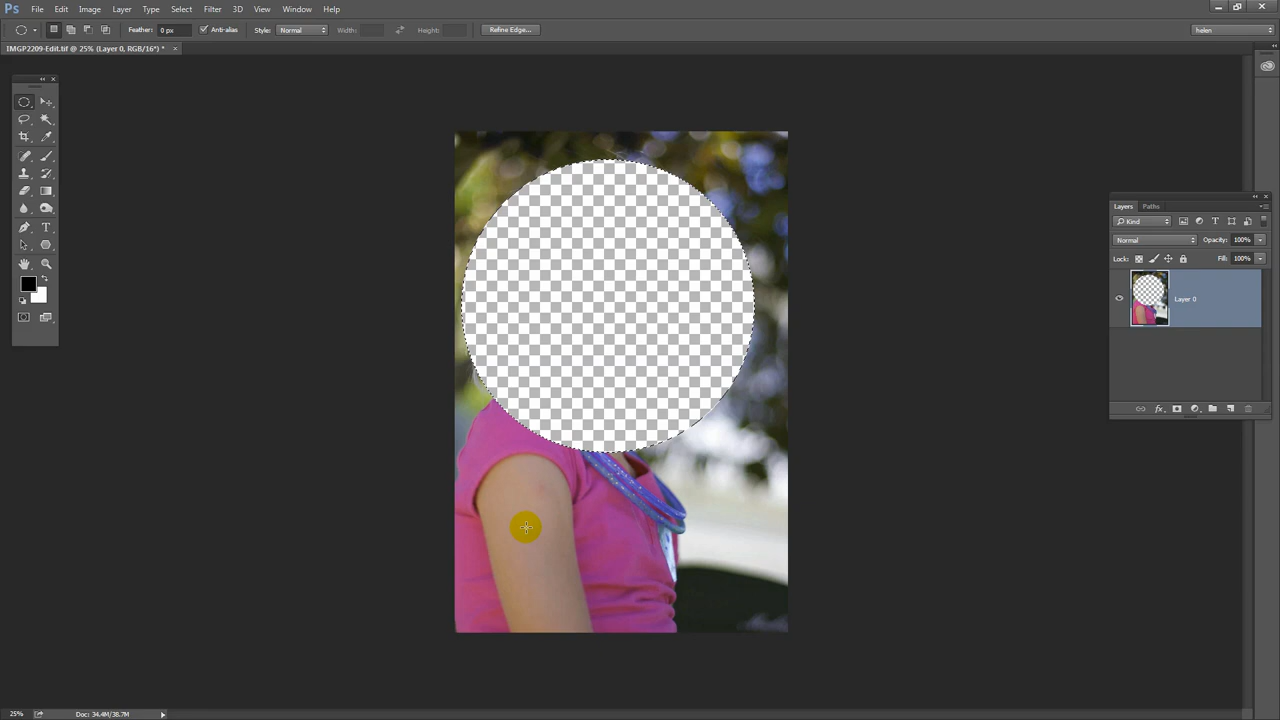 Ps File Edit Image Layer Type Select Filter 3D View Window Help
Feather: 0 px Anti-alias Style: Normal Width: Height: Refine Edge... helen
IMGP2209-Edit.tif @ 25% (Layer 0, RGB/16*) *
Layers Paths
Kind
Normal Opacity: 100%
Lock: Fill: 100%
Layer 0
fx
25% Doc: 34.4M/38.7M